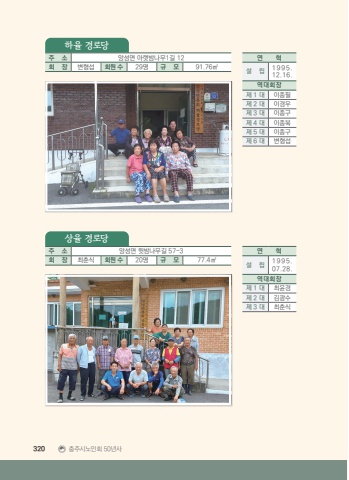 하율 경로당
주 소 앙성면 아랫밤나무1길 12
회 장 변형섭 회원 수 29명 규 모 91.76㎡
연 혁
설 립 1995. 12.16.
역대회장
제 1 대 이종필
제 2 대 이경우
제 3 대 이종구
제 4 대 이종욱
제 5 대 이종구
제 6 대 변형섭
상율 경로당
주 소 앙성면 윗밤나무길 57-3
회 장 최춘식 회원 수 20명 규 모 77.4㎡
연 혁
설 립 1995. 07.28.
역대회장
제 1 대 최윤경
제 2 대 김광수
제 3 대 최춘식
320 충주시노인회 50년사